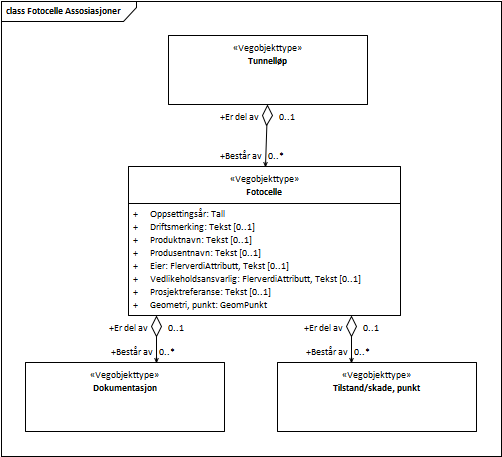 class Fotocelle Assosiasjoner
«Vegobjekttype»
Tunnelløp
+Er del av 0..1
+Består av 0..*
«Vegobjekttype»
Fotocelle
+ Oppsettingsår: Tall
+ Driftsmerking: Tekst [0..1]
+ Produktnavn: Tekst [0..1]
+ Produsentnavn: Tekst [0..1]
+ Eier: FlerverdiAttributt, Tekst [0..1]
+ Vedlikeholdsansvarlig: FlerverdiAttributt, Tekst [0..1]
+ Prosjektreferanse: Tekst [0..1]
+ Geometri, punkt: GeomPunkt
+Er del av 0..1 +Er del av 0..1
+Består av 0..* +Består av 0..*
«Vegobjekttype» «Vegobjekttype»
Dokumentasjon Tilstand/skade, punkt